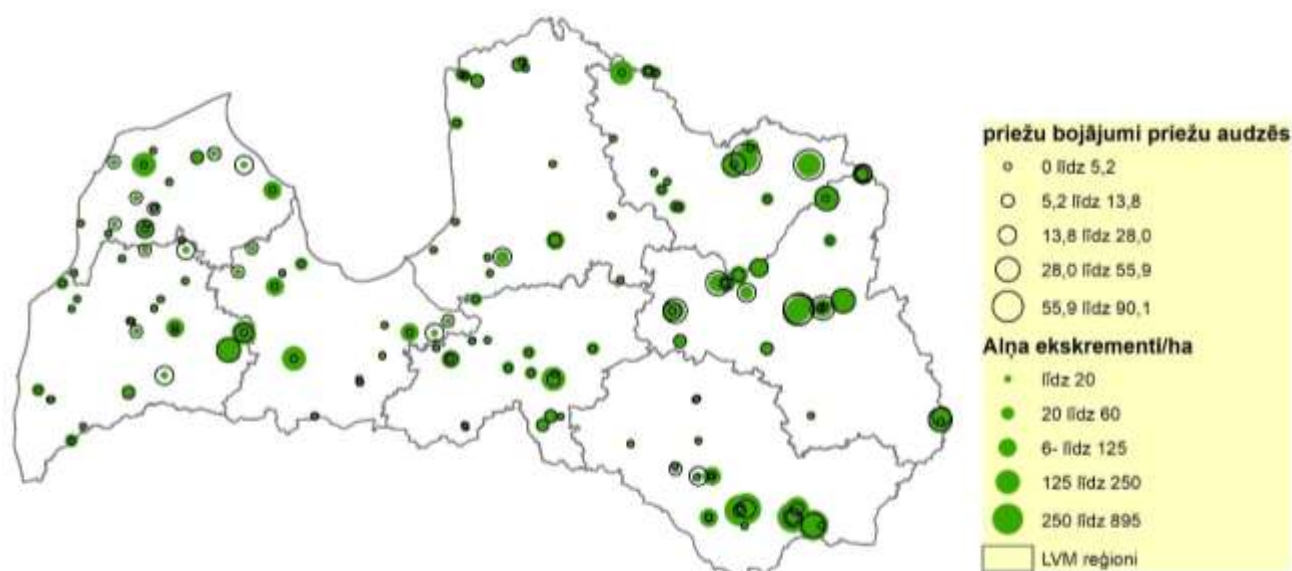 priežu bojājumi priežu audzēs
0 līdz 5,2
5,2 līdz 13,8
13,8 līdz 28,0
28,0 līdz 55,9
55,9 līdz 90,1
Alņa ekskrementi/ha
līdz 20
20 līdz 60
6- līdz 125
125 līdz 250
250 līdz 895
LVM reģioni